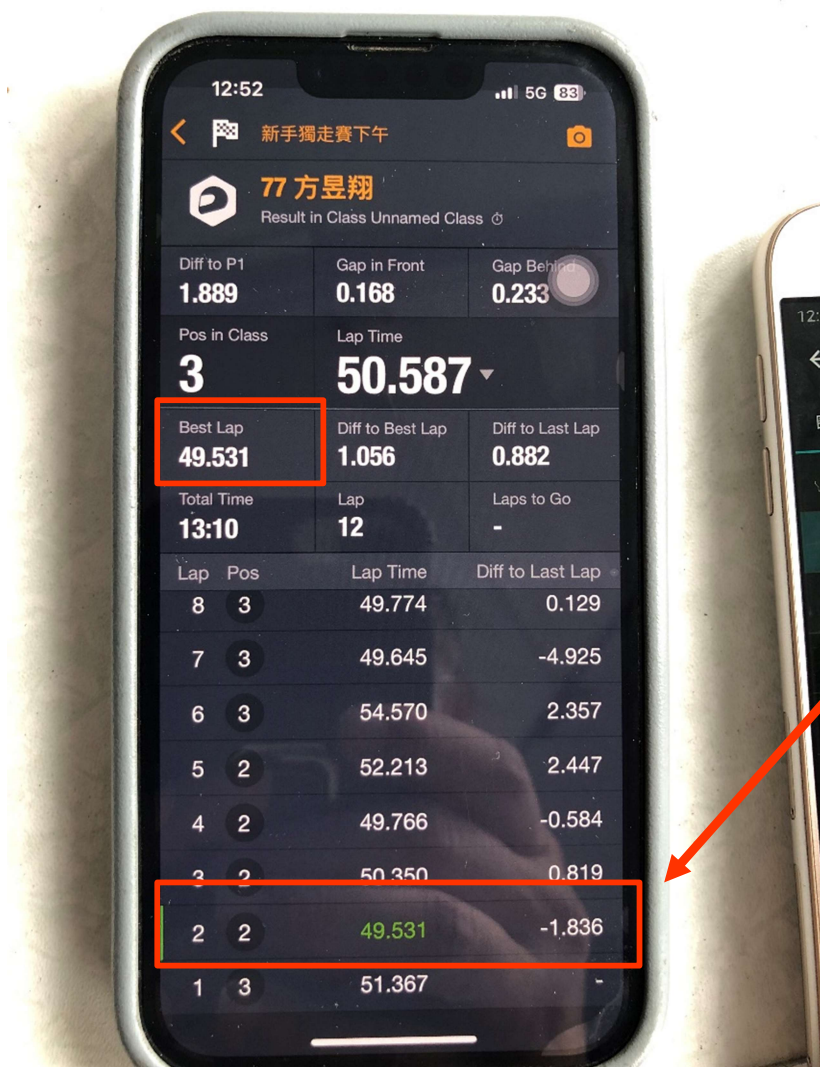 12:52 5G 83
新手獨走賽下午
77 方昱翔
Result in Class Unnamed Class
Diff to P1 Gap in Front Gap Behind
1.889 0.168 0.233
Pos in Class Lap Time
3 50.587
Best Lap Diff to Best Lap Diff to Last Lap
49.531 1.056 0.882
Total Time Lap Laps to Go
13:10 12 -
Lap Pos Lap Time Diff to Last Lap
8 3 49.774 0.129
7 3 49.645 -4.925
6 3 54.570 2.357
5 2 52.213 2.447
4 2 49.766 -0.584
3 2 50.350 0.819
2 2 49.531 -1.836
1 3 51.367 -
12: